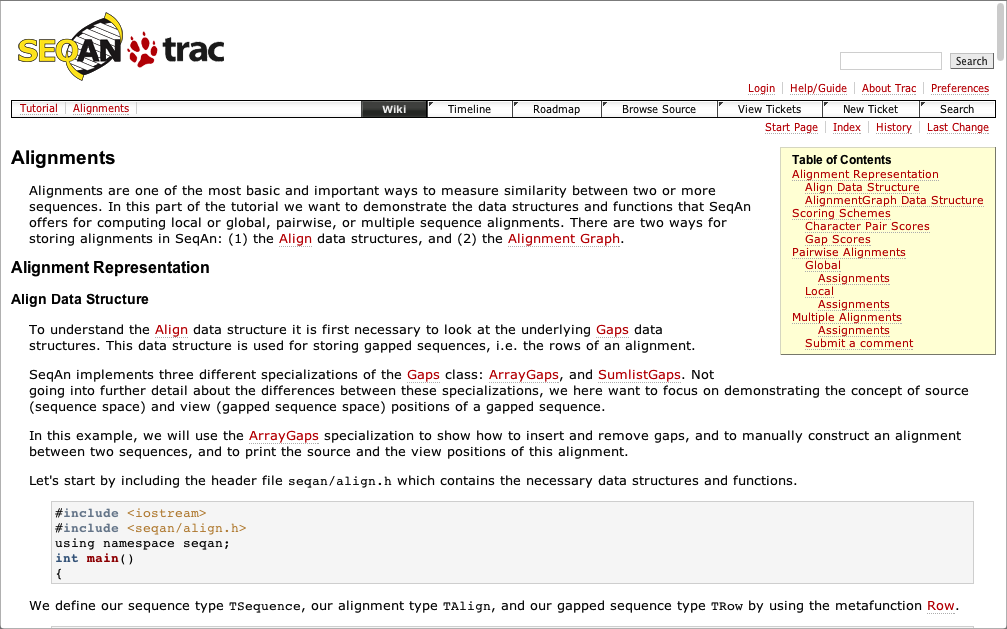 SEQAN trac
Search
Login Help/Guide About Trac Preferences
Tutorial Alignments Wiki Timeline Roadmap Browse Source View Tickets New Ticket Search
Start Page Index History Last Change
Alignments
Alignments are one of the most basic and important ways to measure similarity between two or more
sequences. In this part of the tutorial we want to demonstrate the data structures and functions that SeqAn
offers for computing local or global, pairwise, or multiple sequence alignments. There are two ways for
storing alignments in SeqAn: (1) the Align data structures, and (2) the Alignment Graph.
Table of Contents
Alignment Representation
Align Data Structure
AlignmentGraph Data Structure
Scoring Schemes
Character Pair Scores
Gap Scores
Pairwise Alignments
Global
Assignments
Local
Assignments
Multiple Alignments
Assignments
Submit a comment
Alignment Representation
Align Data Structure
To understand the Align data structure it is first necessary to look at the underlying Gaps data
structures. This data structure is used for storing gapped sequences, i.e. the rows of an alignment.
SeqAn implements three different specializations of the Gaps class: ArrayGaps, and SumlistGaps. Not
going into further detail about the differences between these specializations, we here want to focus on demonstrating the concept of source
(sequence space) and view (gapped sequence space) positions of a gapped sequence.
In this example, we will use the ArrayGaps specialization to show how to insert and remove gaps, and to manually construct an alignment
between two sequences, and to print the source and the view positions of this alignment.
Let's start by including the header file seqan/align.h which contains the necessary data structures and functions.
#include <iostream>
#include <seqan/align.h>
using namespace seqan;
int main()
{
We define our sequence type TSequence, our alignment type TAlign, and our gapped sequence type TRow by using the metafunction Row.